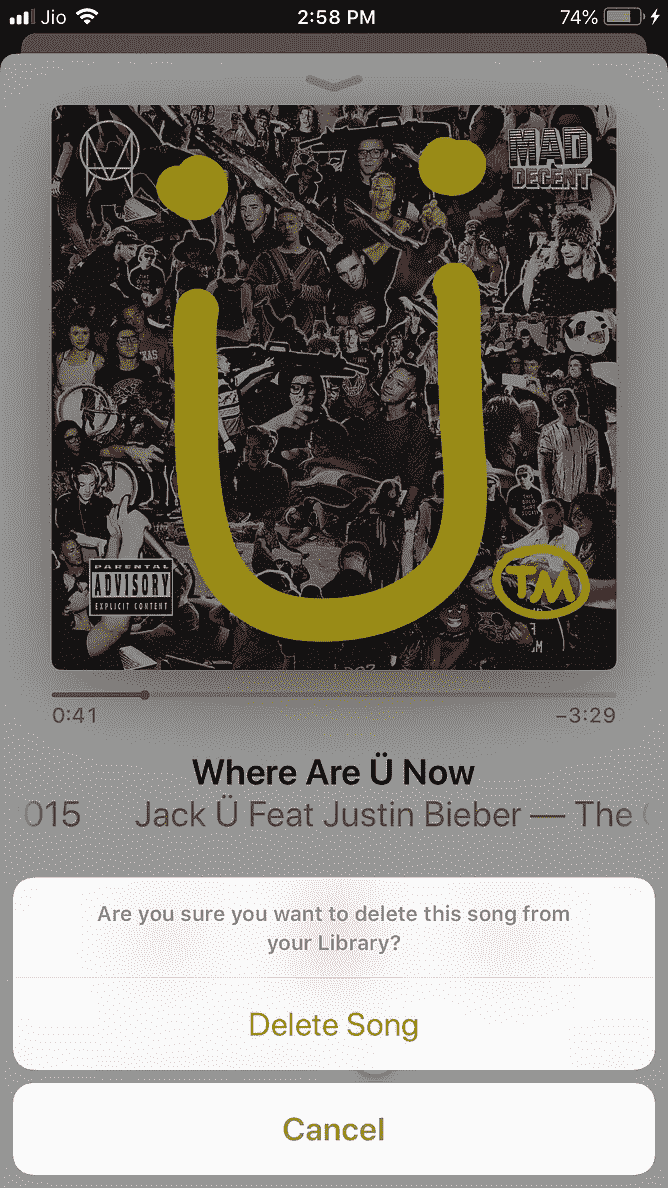 Jio
2:58 PM
74%
MAD
DECENT
PARENTAL
ADVISORY
EXPLICIT CONTENT
TM
0:41
−3:29
Where Are Ü Now
015 Jack Ü Feat Justin Bieber — The
Are you sure you want to delete this song from
your Library?
Delete Song
Cancel